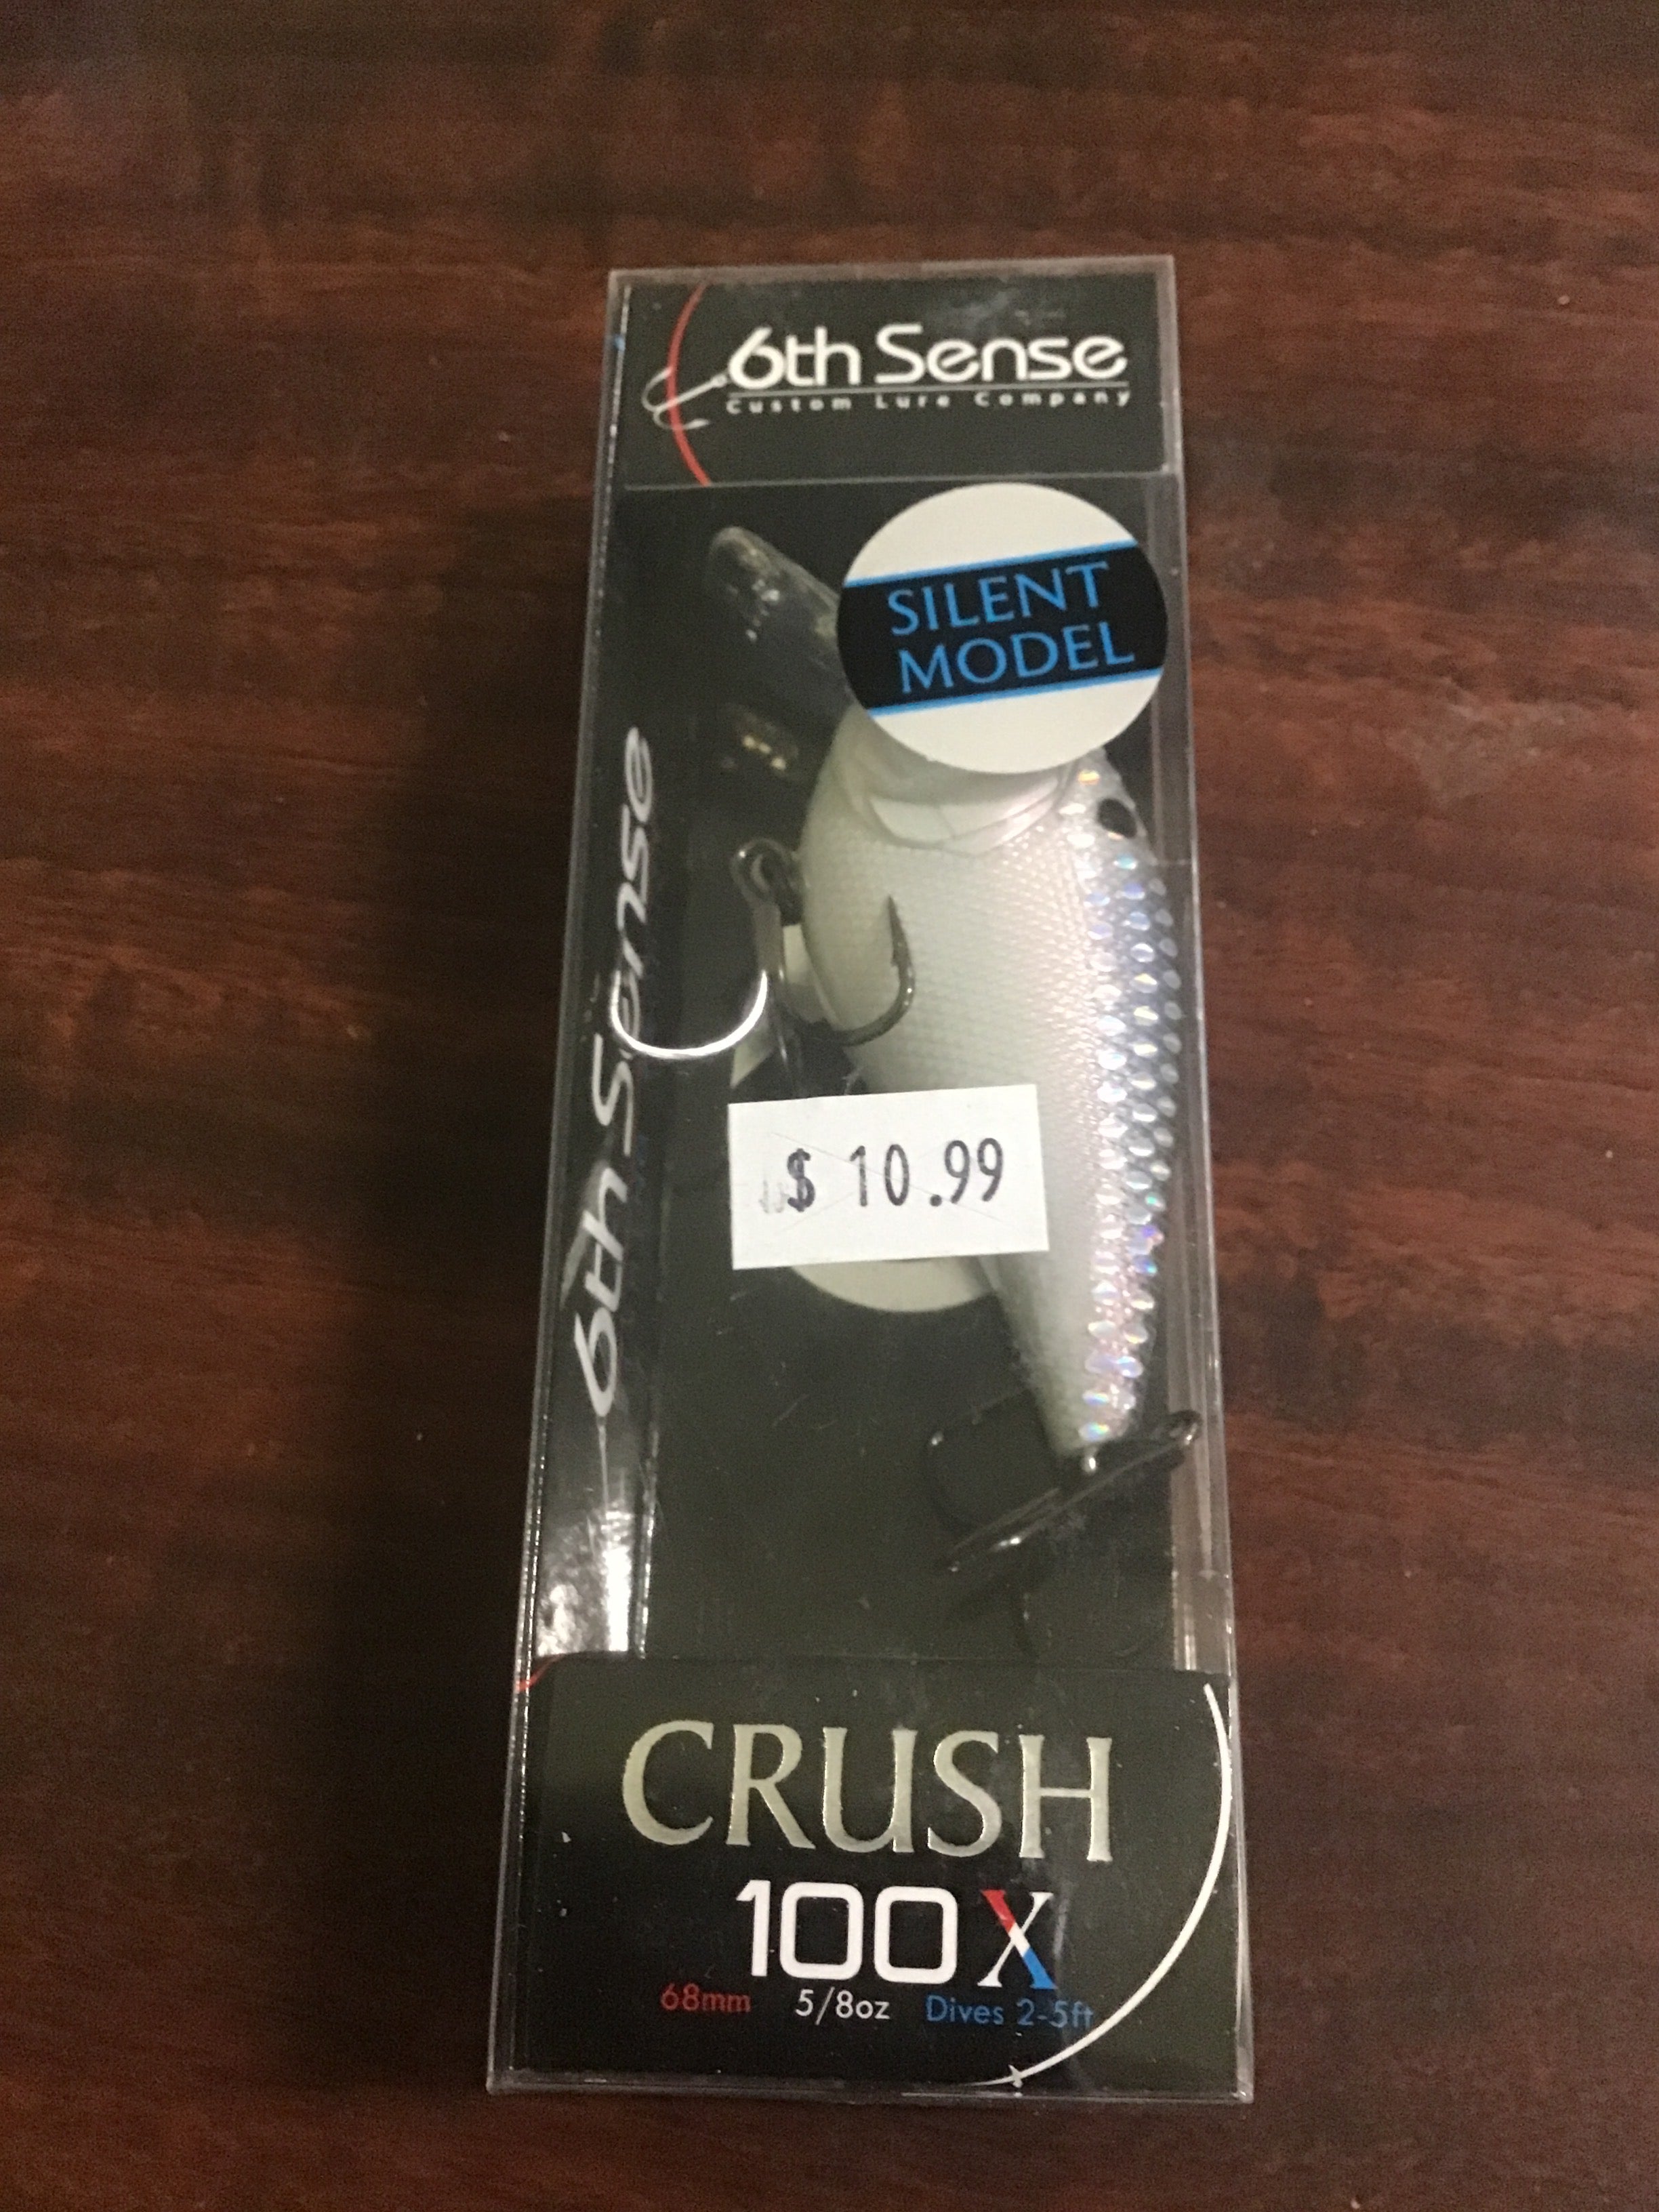 6th Sense
Custom Lure Company
SILENT
MODEL
6th Sense
$ 10.99
CRUSH
100X
68mm 5/8oz Dives 2-5ft